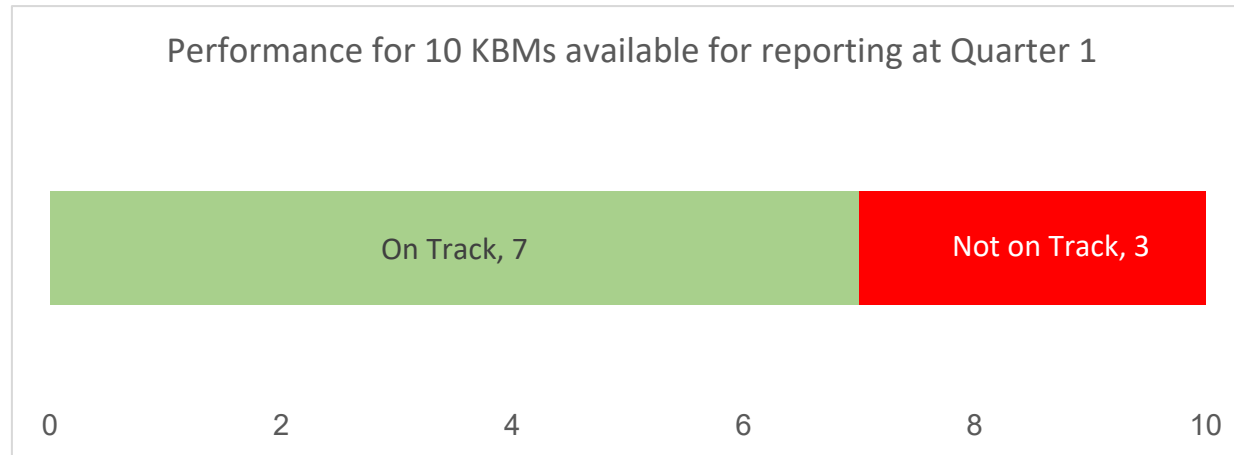 Performance for 10 KBMs available for reporting at Quarter 1
On Track, 7
Not on Track, 3
0 2 4 6 8 10